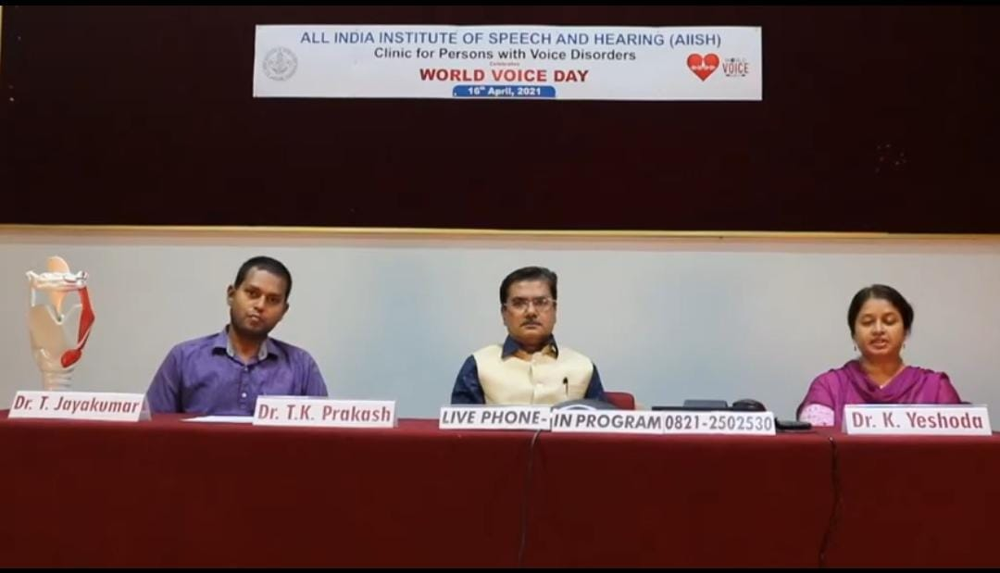 ALL INDIA INSTITUTE OF SPEECH AND HEARING (AIISH)
Clinic for Persons with Voice Disorders
Celebrates
WORLD VOICE DAY
16th April, 2021
WORLD
VOICE
Dr. T. Jayakumar
Dr. T.K. Prakash
LIVE PHONE-IN PROGRAM 0821-2502530
Dr. K. Yeshoda